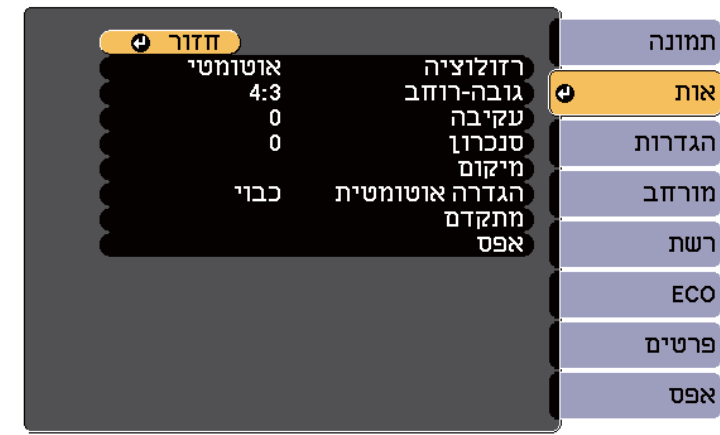 תמונה
אות
הגדרות
מורחב
רשת
ECO
פרטים
אפס
חזור
רזולוציה אוטומטי
גובה-רוחב 4:3
עקיבה 0
סנכרון 0
מיקום
הגדרה אוטומטית כבוי
מתקדם
אפס